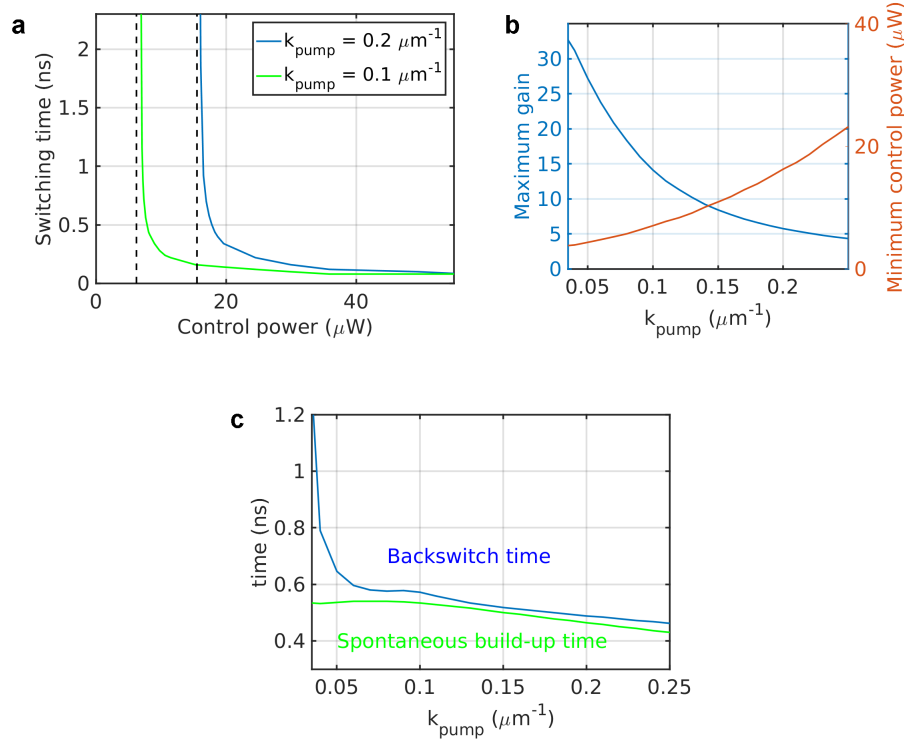 a
Switching time (ns)
2
1.5
1
0.5
0
0 20 40
Control power (μW)
k_pump = 0.2 μm^-1
k_pump = 0.1 μm^-1
b
Maximum gain
30
25
20
15
10
5
0
0.05 0.1 0.15 0.2
k_pump (μm^-1)
40
20
0
Minimum control power (μW)
c
time (ns)
1.2
1
0.8
0.6
0.4
Backswitch time
Spontaneous build-up time
0.05 0.1 0.15 0.2 0.25
k_pump (μm^-1)